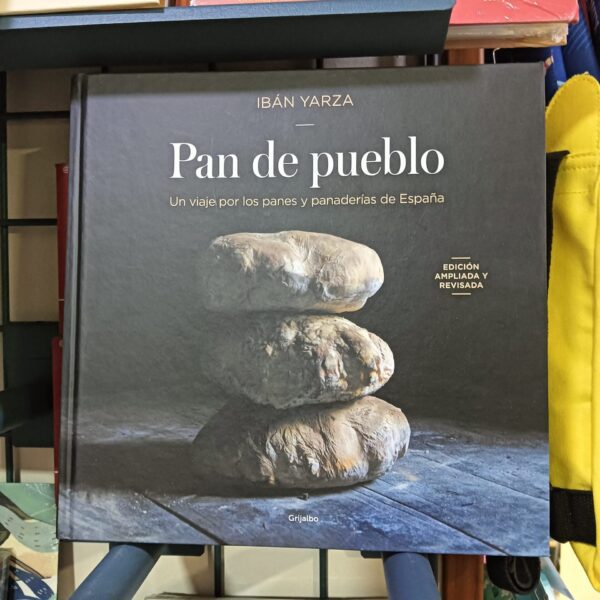 IBÁN YARZA
Pan de pueblo
Un viaje por los panes y panaderías de España
EDICIÓN
AMPLIADA Y
REVISADA
Grijalbo